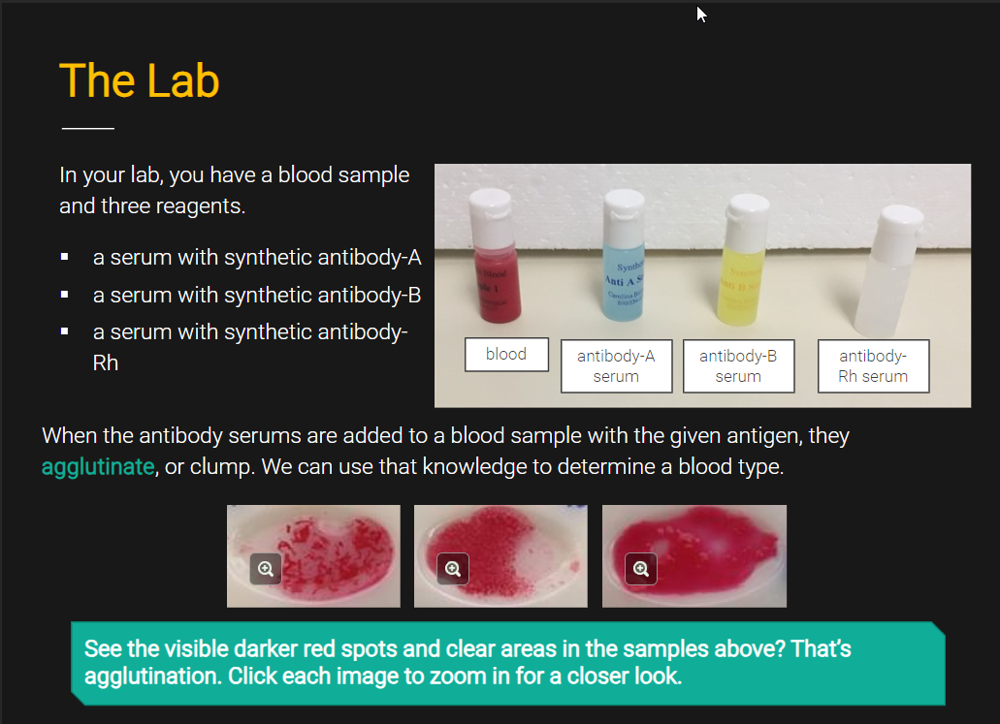 The Lab
In your lab, you have a blood sample
and three reagents.
▪ a serum with synthetic antibody-A
▪ a serum with synthetic antibody-B
▪ a serum with synthetic antibody-
Rh
Anti A
blood
antibody-A
serum
antibody-B
serum
antibody-
Rh serum
When the antibody serums are added to a blood sample with the given antigen, they
agglutinate, or clump. We can use that knowledge to determine a blood type.
See the visible darker red spots and clear areas in the samples above? That’s
agglutination. Click each image to zoom in for a closer look.